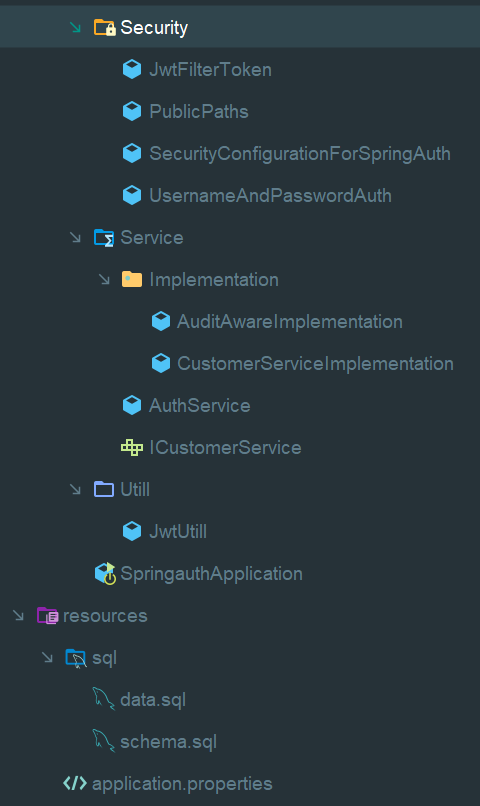 Security
JwtFilterToken
PublicPaths
SecurityConfigurationForSpringAuth
UsernameAndPasswordAuth
Service
Implementation
AuditAwareImplementation
CustomerServiceImplementation
AuthService
ICustomerService
Utill
JwtUtill
SpringauthApplication
resources
sql
data.sql
schema.sql
application.properties